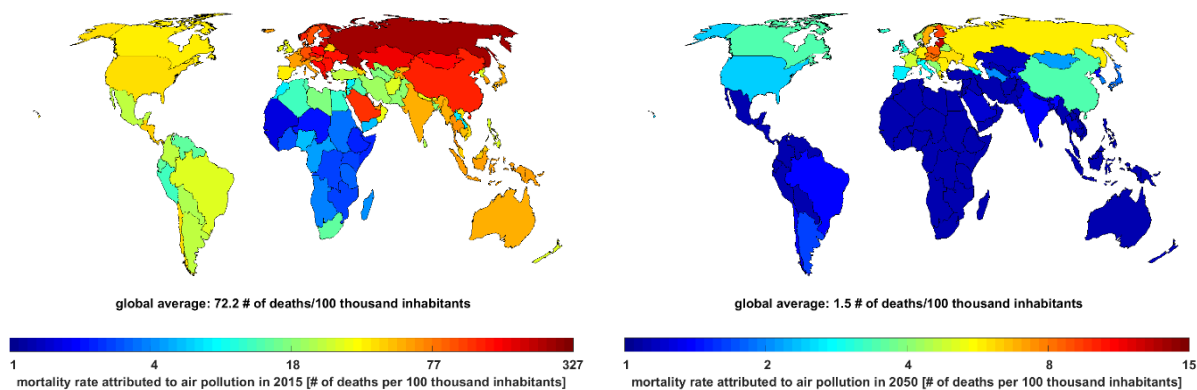 global average: 72.2 # of deaths/100 thousand inhabitants
1 4 18 77 327
mortality rate attributed to air pollution in 2015 [# of deaths per 100 thousand inhabitants]
global average: 1.5 # of deaths/100 thousand inhabitants
1 2 4 8 15
mortality rate attributed to air pollution in 2050 [# of deaths per 100 thousand inhabitants]